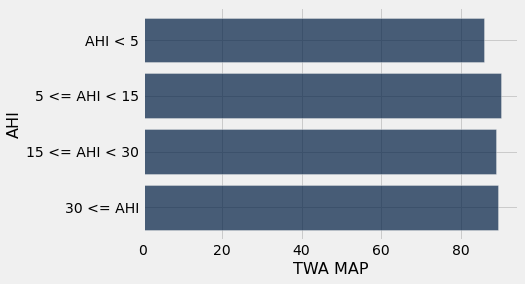 AHI
AHI < 5
5 <= AHI < 15
15 <= AHI < 30
30 <= AHI
0 20 40 60 80
TWA MAP